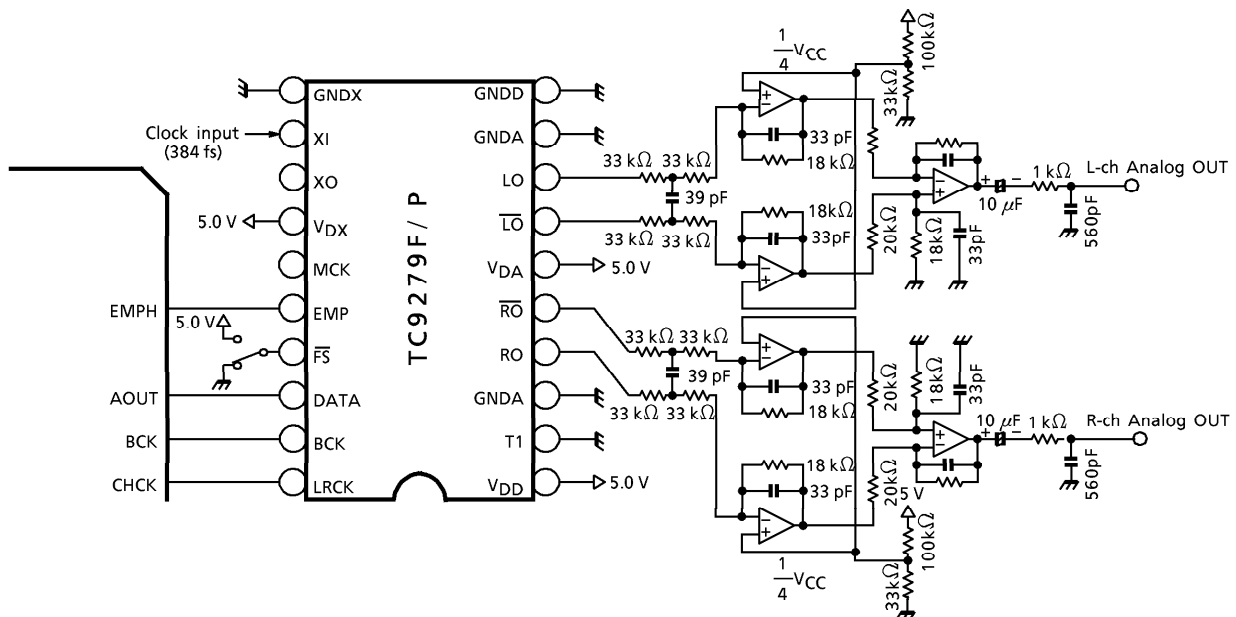 1/4 VCC
100kΩ
33kΩ
GNDX
GNDD
Clock input
(384 fs)
XI
GNDA
33 pF
18 kΩ
XO
LO
33 kΩ 33 kΩ
39 pF
1 kΩ
L-ch Analog OUT
10 μF
560pF
5.0 V
VDX
LO
33 kΩ 33 kΩ
18kΩ
33pF
20kΩ
18kΩ
33pF
MCK
VDA
5.0 V
TC9279F/P
EMPH
EMP
RO
5.0 V
FS
RO
33 kΩ 33 kΩ
39 pF
33 kΩ 33 kΩ
33 pF
18 kΩ
20kΩ
18kΩ
33pF
AOUT
DATA
GNDA
10 μF
1 kΩ
R-ch Analog OUT
560pF
BCK
BCK
T1
CHCK
LRCK
VDD
5.0 V
18 kΩ
33 pF
20kΩ
5 V
100kΩ
33kΩ
1/4 VCC